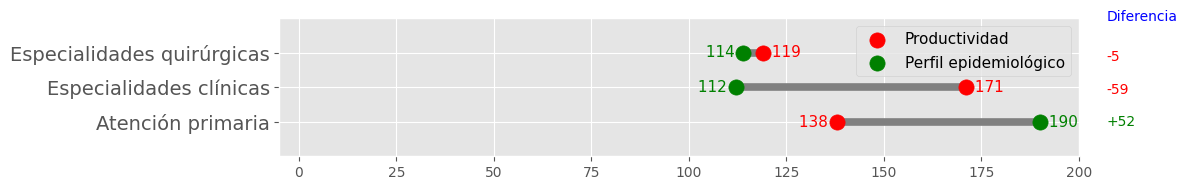 Diferencia
Productividad
Perfil epidemiológico
Especialidades quirúrgicas 114 119 -5
Especialidades clínicas 112 171 -59
Atención primaria 138 190 +52
0 25 50 75 100 125 150 175 200